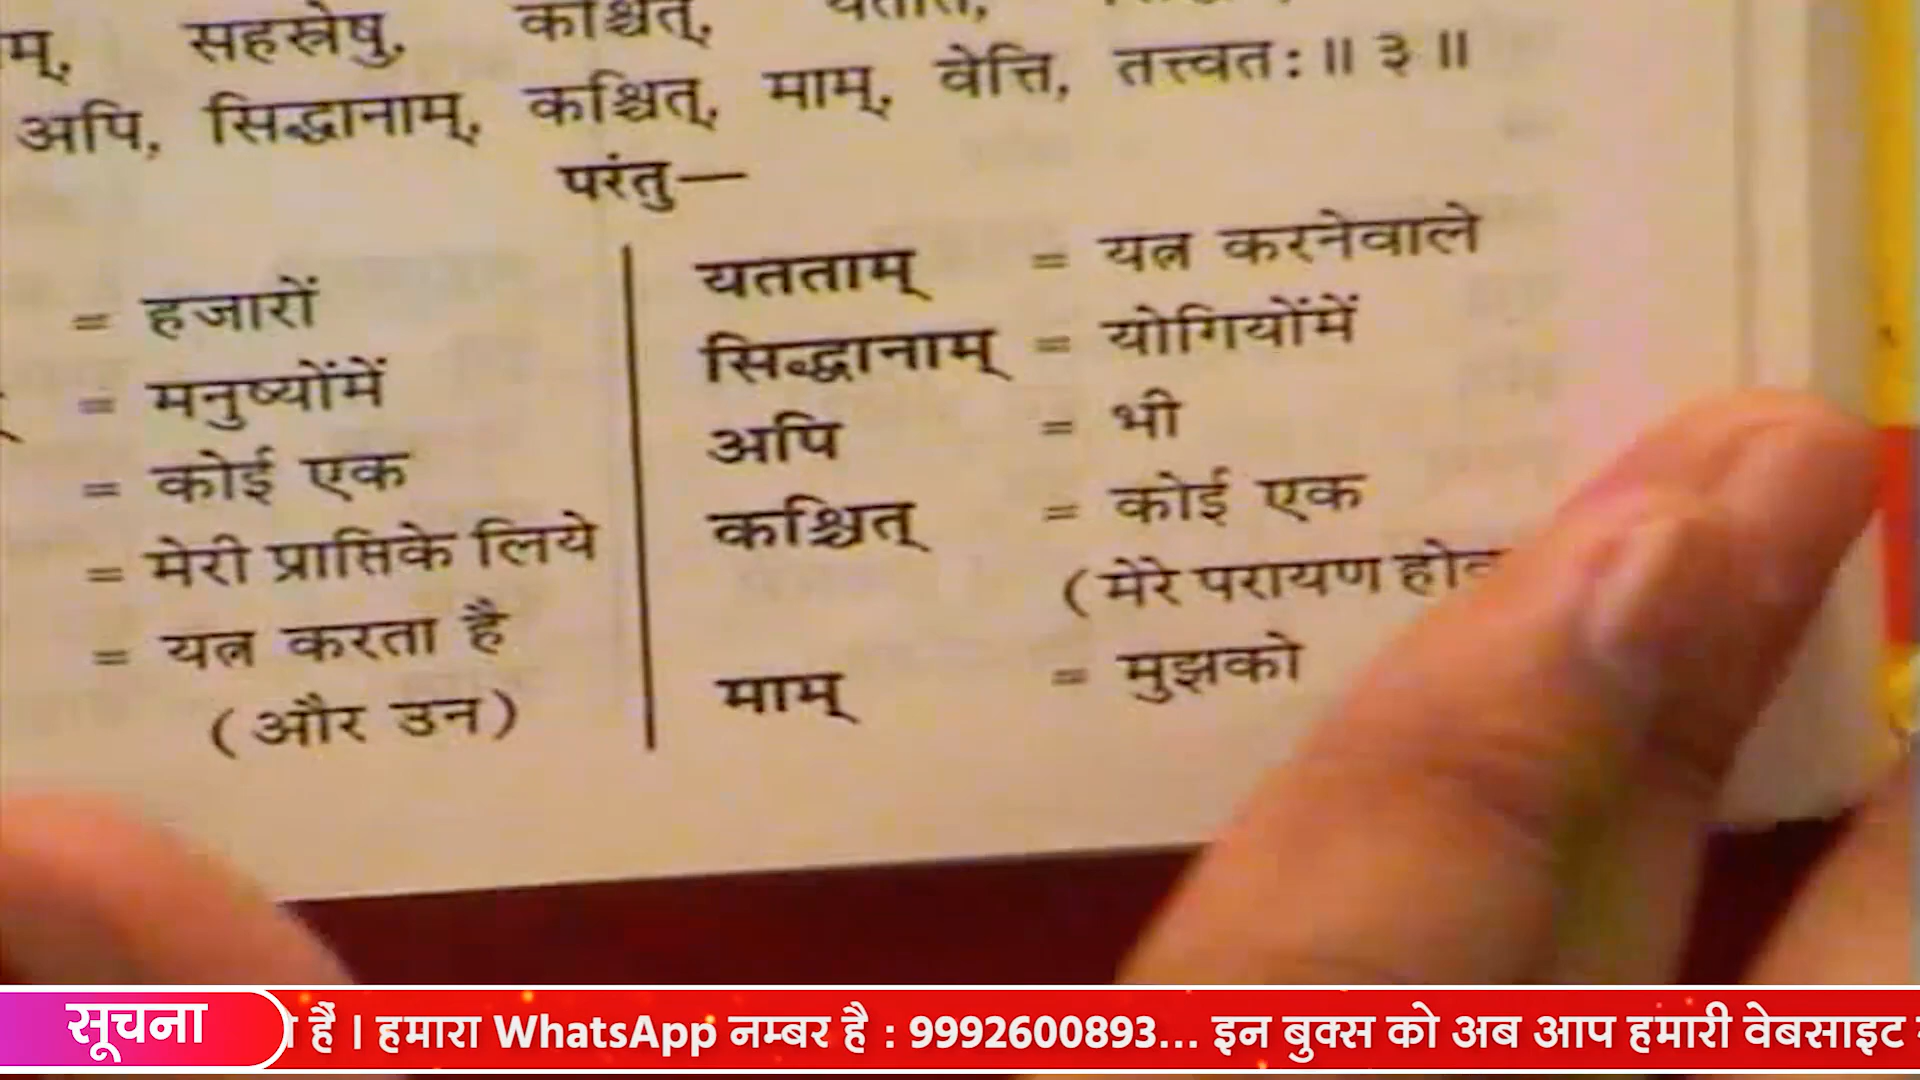 सहस्रेषु, कश्चित्,
अपि, सिद्धानाम्, कश्चित्, माम्, वेत्ति, तत्त्वतः॥ ३ ॥
परंतु—
= हजारों
= मनुष्योंमें
= कोई एक
= मेरी प्राप्तिके लिये
= यत्न करता है
(और उन)
यतताम् = यत्न करनेवाले
सिद्धानाम् = योगियोंमें
अपि = भी
कश्चित् = कोई एक
(मेरे परायण
माम् = मुझको
सूचना
हैं । हमारा WhatsApp नम्बर है : 9992600893... इन बुक्स को अब आप हमारी वेबसाइट